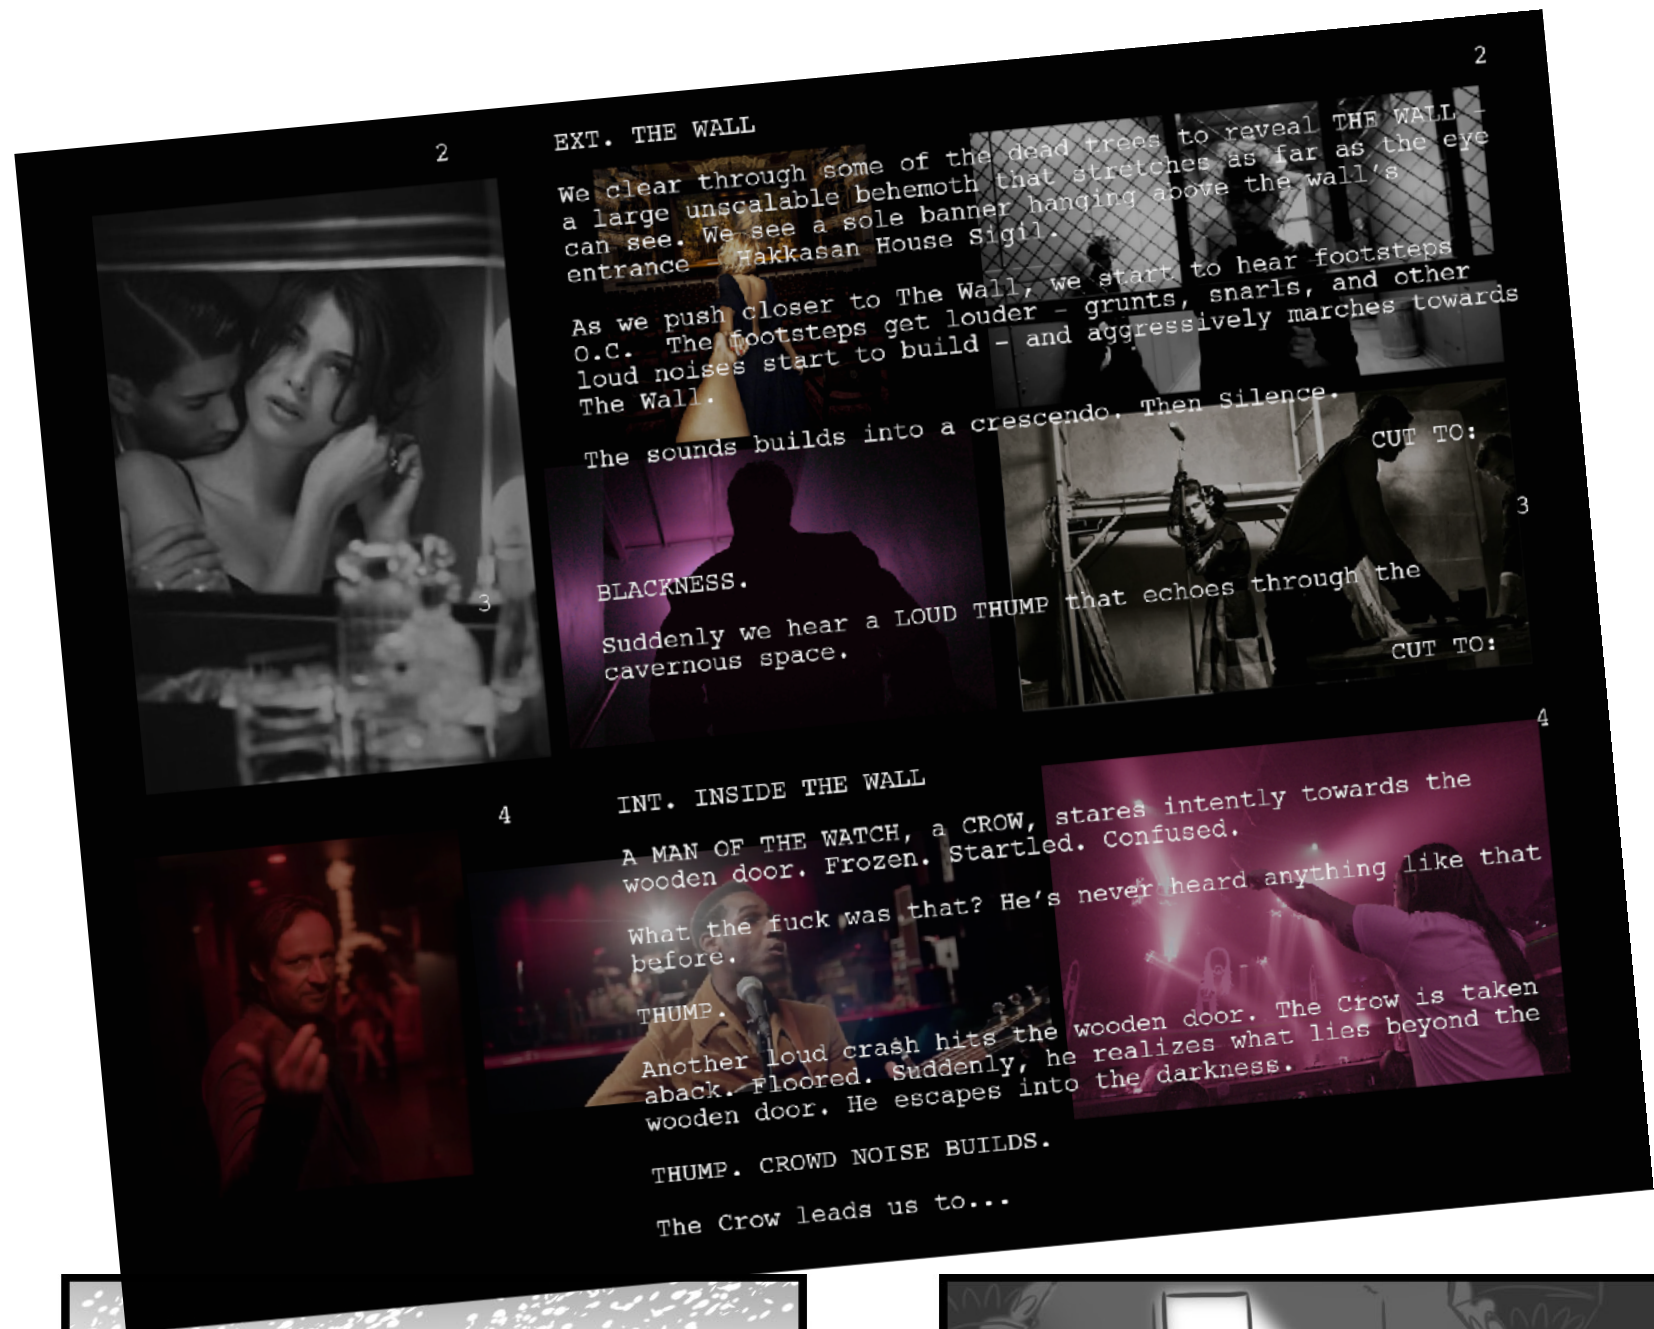 2
EXT. THE WALL
2
We clear through some of the dead trees to reveal THE WALL -
a large unscalable behemoth that stretches as far as the eye
can see. We see a sole banner hanging above the wall's
entrance Hakkasan House Sigil.
As we push closer to The Wall, we start to hear footsteps
O.C. The footsteps get louder - grunts, snarls, and other
loud noises start to build - and aggressively marches towards
The Wall.
The sounds builds into a crescendo. Then Silence.
CUT TO:
3
3
BLACKNESS.
Suddenly we hear a LOUD THUMP that echoes through the
cavernous space.
CUT TO:
4
INT. INSIDE THE WALL
4
A MAN OF THE WATCH, a CROW, stares intently towards the
wooden door. Frozen. Startled. Confused.
What the fuck was that? He's never heard anything like that
before.
THUMP.
Another loud crash hits the wooden door. The Crow is taken
aback. Floored. Suddenly, he realizes what lies beyond the
wooden door. He escapes into the darkness.
THUMP. CROWD NOISE BUILDS.
The Crow leads us to...